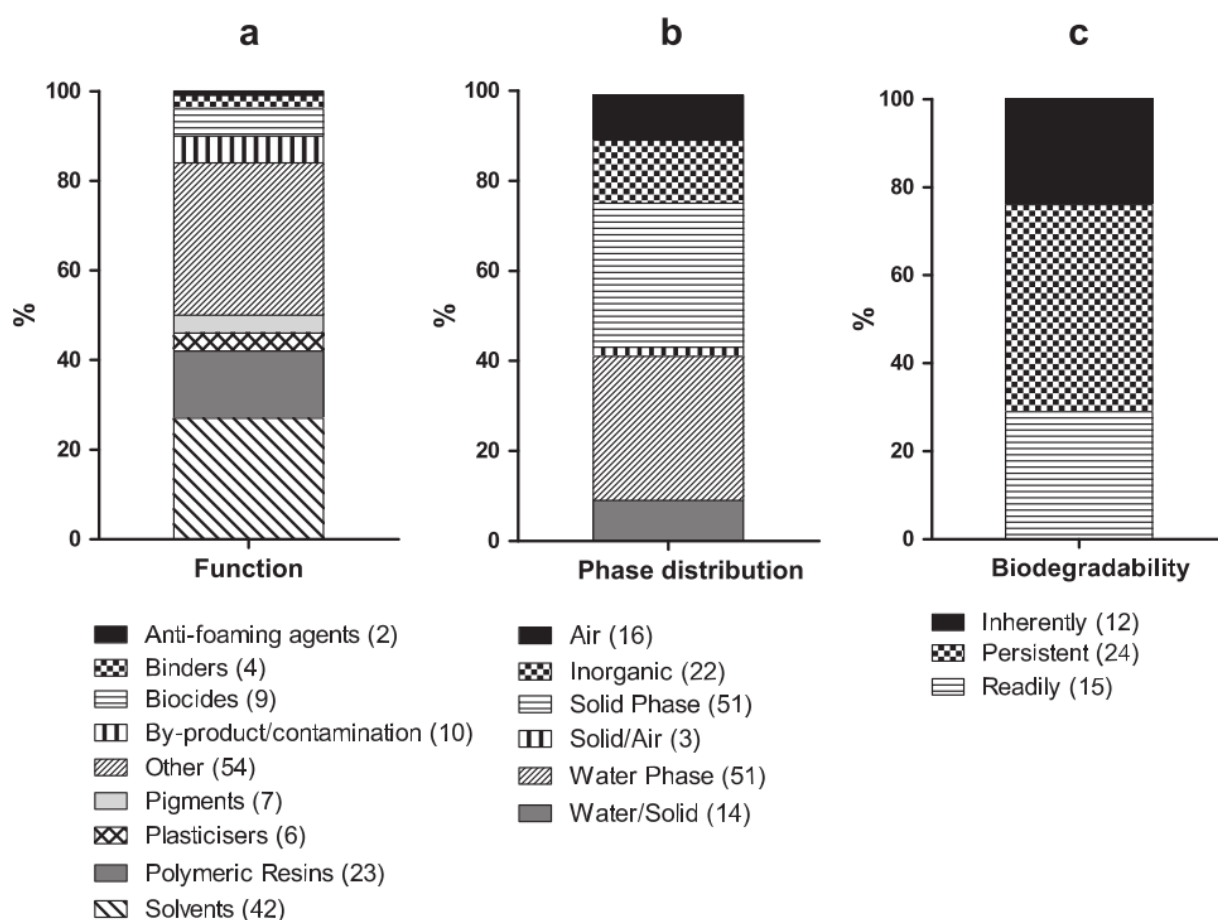 a
100
80
60
40
20
0
%
Function
Anti-foaming agents (2)
Binders (4)
Biocides (9)
By-product/contamination (10)
Other (54)
Pigments (7)
Plasticisers (6)
Polymeric Resins (23)
Solvents (42)
b
100
80
60
40
20
0
%
Phase distribution
Air (16)
Inorganic (22)
Solid Phase (51)
Solid/Air (3)
Water Phase (51)
Water/Solid (14)
c
100
80
60
40
20
0
%
Biodegradability
Inherently (12)
Persistent (24)
Readily (15)